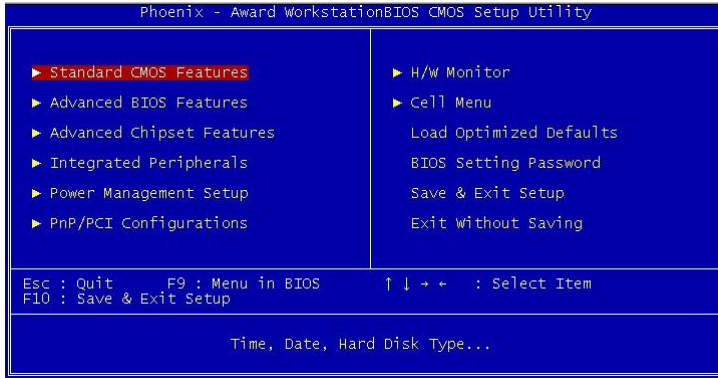 Phoenix - Award WorkstationBIOS CMOS Setup Utility
► Standard CMOS Features
► Advanced BIOS Features
► Advanced Chipset Features
► Integrated Peripherals
► Power Management Setup
► PnP/PCI Configurations
► H/W Monitor
► Cell Menu
Load Optimized Defaults
BIOS Setting Password
Save & Exit Setup
Exit Without Saving
Esc : Quit F9 : Menu in BIOS ↑ ↓ → ← : Select Item
F10 : Save & Exit Setup
Time, Date, Hard Disk Type...